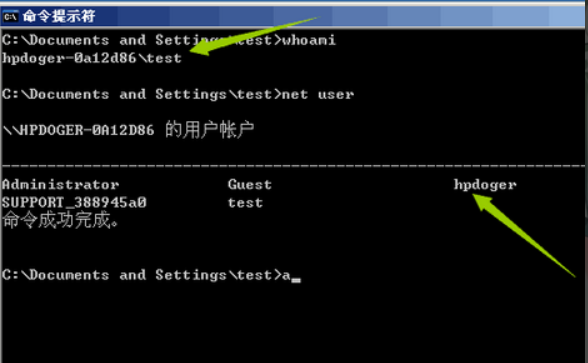 命令提示符
C:\Documents and Settings\test>whoami
hpdoger-0a12d86\test
C:\Documents and Settings\test>net user
\\HPDOGER-0A12D86 的用户帐户
-------------------------------------------------------------------------------
Administrator Guest hpdoger
SUPPORT_388945a0 test
命令成功完成。
C:\Documents and Settings\test>a_